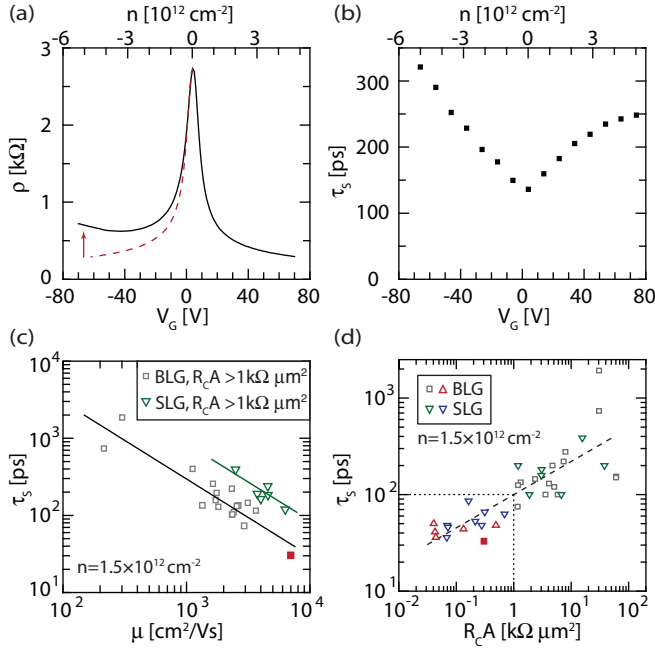 (a)
n [10¹² cm⁻²]
-6 -3 0 3
3
2
1
0
ρ [kΩ]
-80 -40 0 40 80
V_G [V]
(b)
n [10¹² cm⁻²]
-6 -3 0 3
300
200
100
0
τ_s [ps]
-80 -40 0 40 80
V_G [V]
(c)
BLG, R_CA >1kΩ µm²
SLG, R_CA >1kΩ µm²
10³
10²
10¹
τ_s [ps]
n=1.5×10¹² cm⁻²
10² 10³ 10⁴
µ [cm²/Vs]
(d)
BLG
SLG
n=1.5×10¹² cm⁻²
10³
10²
10¹
τ_s [ps]
10⁻² 10⁻¹ 1 10¹ 10²
R_CA [kΩ µm²]